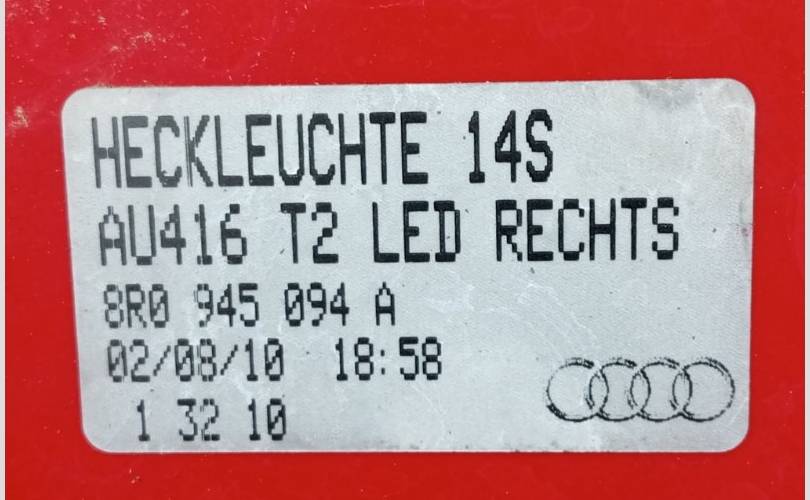 HECKLEUCHTE 14S
AU416 T2 LED RECHTS
8R0 945 094 A
02/08/10 18:58
1 32 10